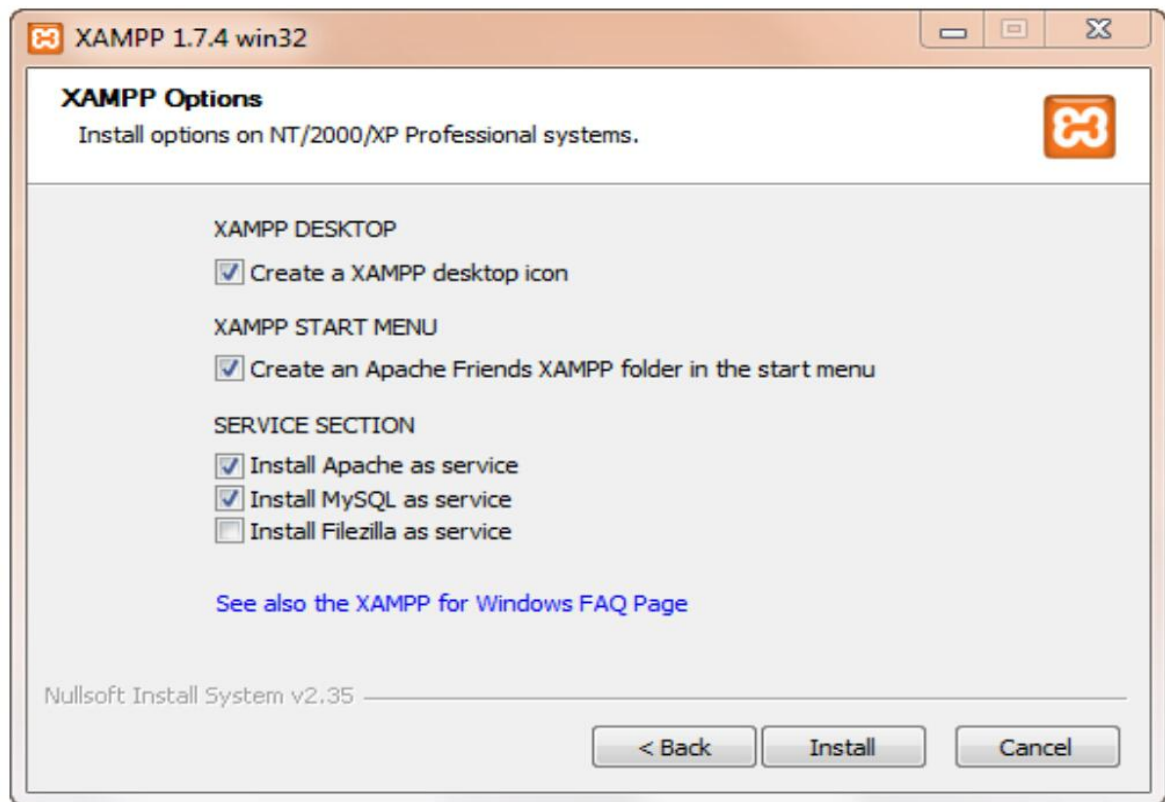 XAMPP 1.7.4 win32
XAMPP Options
Install options on NT/2000/XP Professional systems.
XAMPP DESKTOP
Create a XAMPP desktop icon
XAMPP START MENU
Create an Apache Friends XAMPP folder in the start menu
SERVICE SECTION
Install Apache as service
Install MySQL as service
Install Filezilla as service
See also the XAMPP for Windows FAQ Page
Nullsoft Install System v2.35
< Back Install Cancel